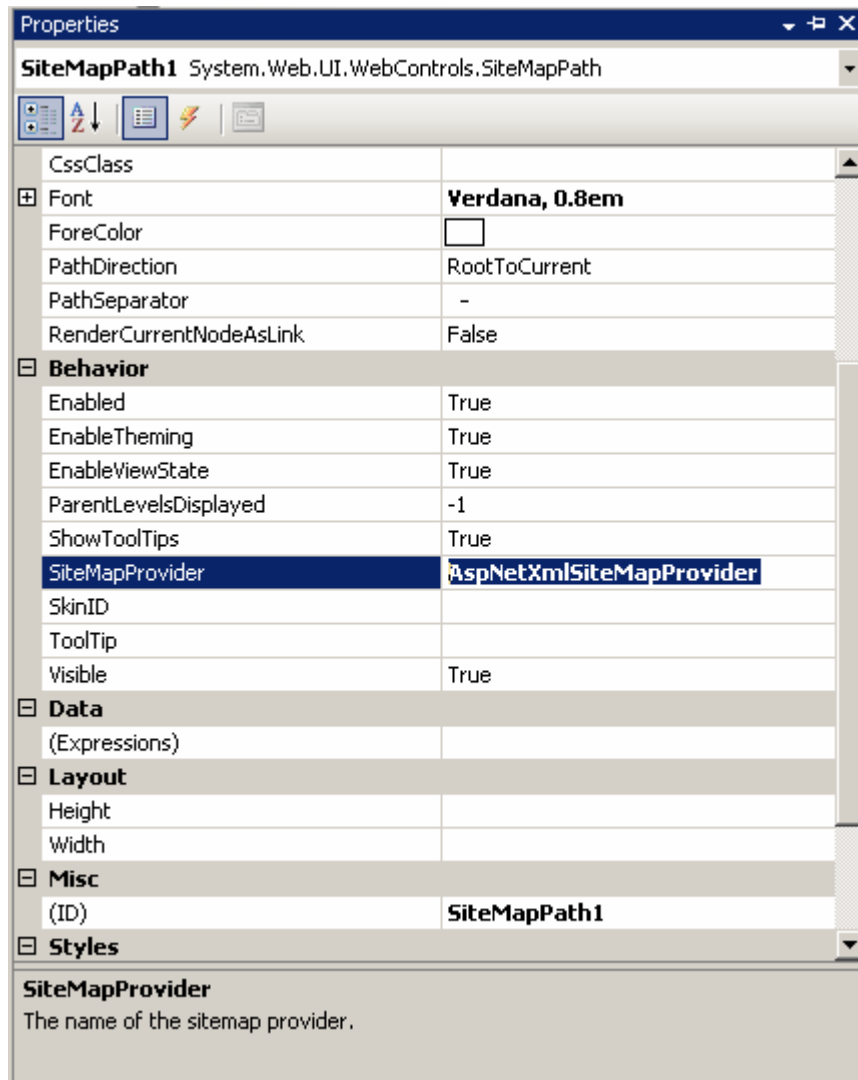 Properties
SiteMapPath1 System.Web.UI.WebControls.SiteMapPath
CssClass
Font Verdana, 0.8em
ForeColor
PathDirection RootToCurrent
PathSeparator -
RenderCurrentNodeAsLink False
Behavior
Enabled True
EnableTheming True
EnableViewState True
ParentLevelsDisplayed -1
ShowToolTips True
SiteMapProvider AspNetXmlSiteMapProvider
SkinID
ToolTip
Visible True
Data
(Expressions)
Layout
Height
Width
Misc
(ID) SiteMapPath1
Styles
SiteMapProvider
The name of the sitemap provider.